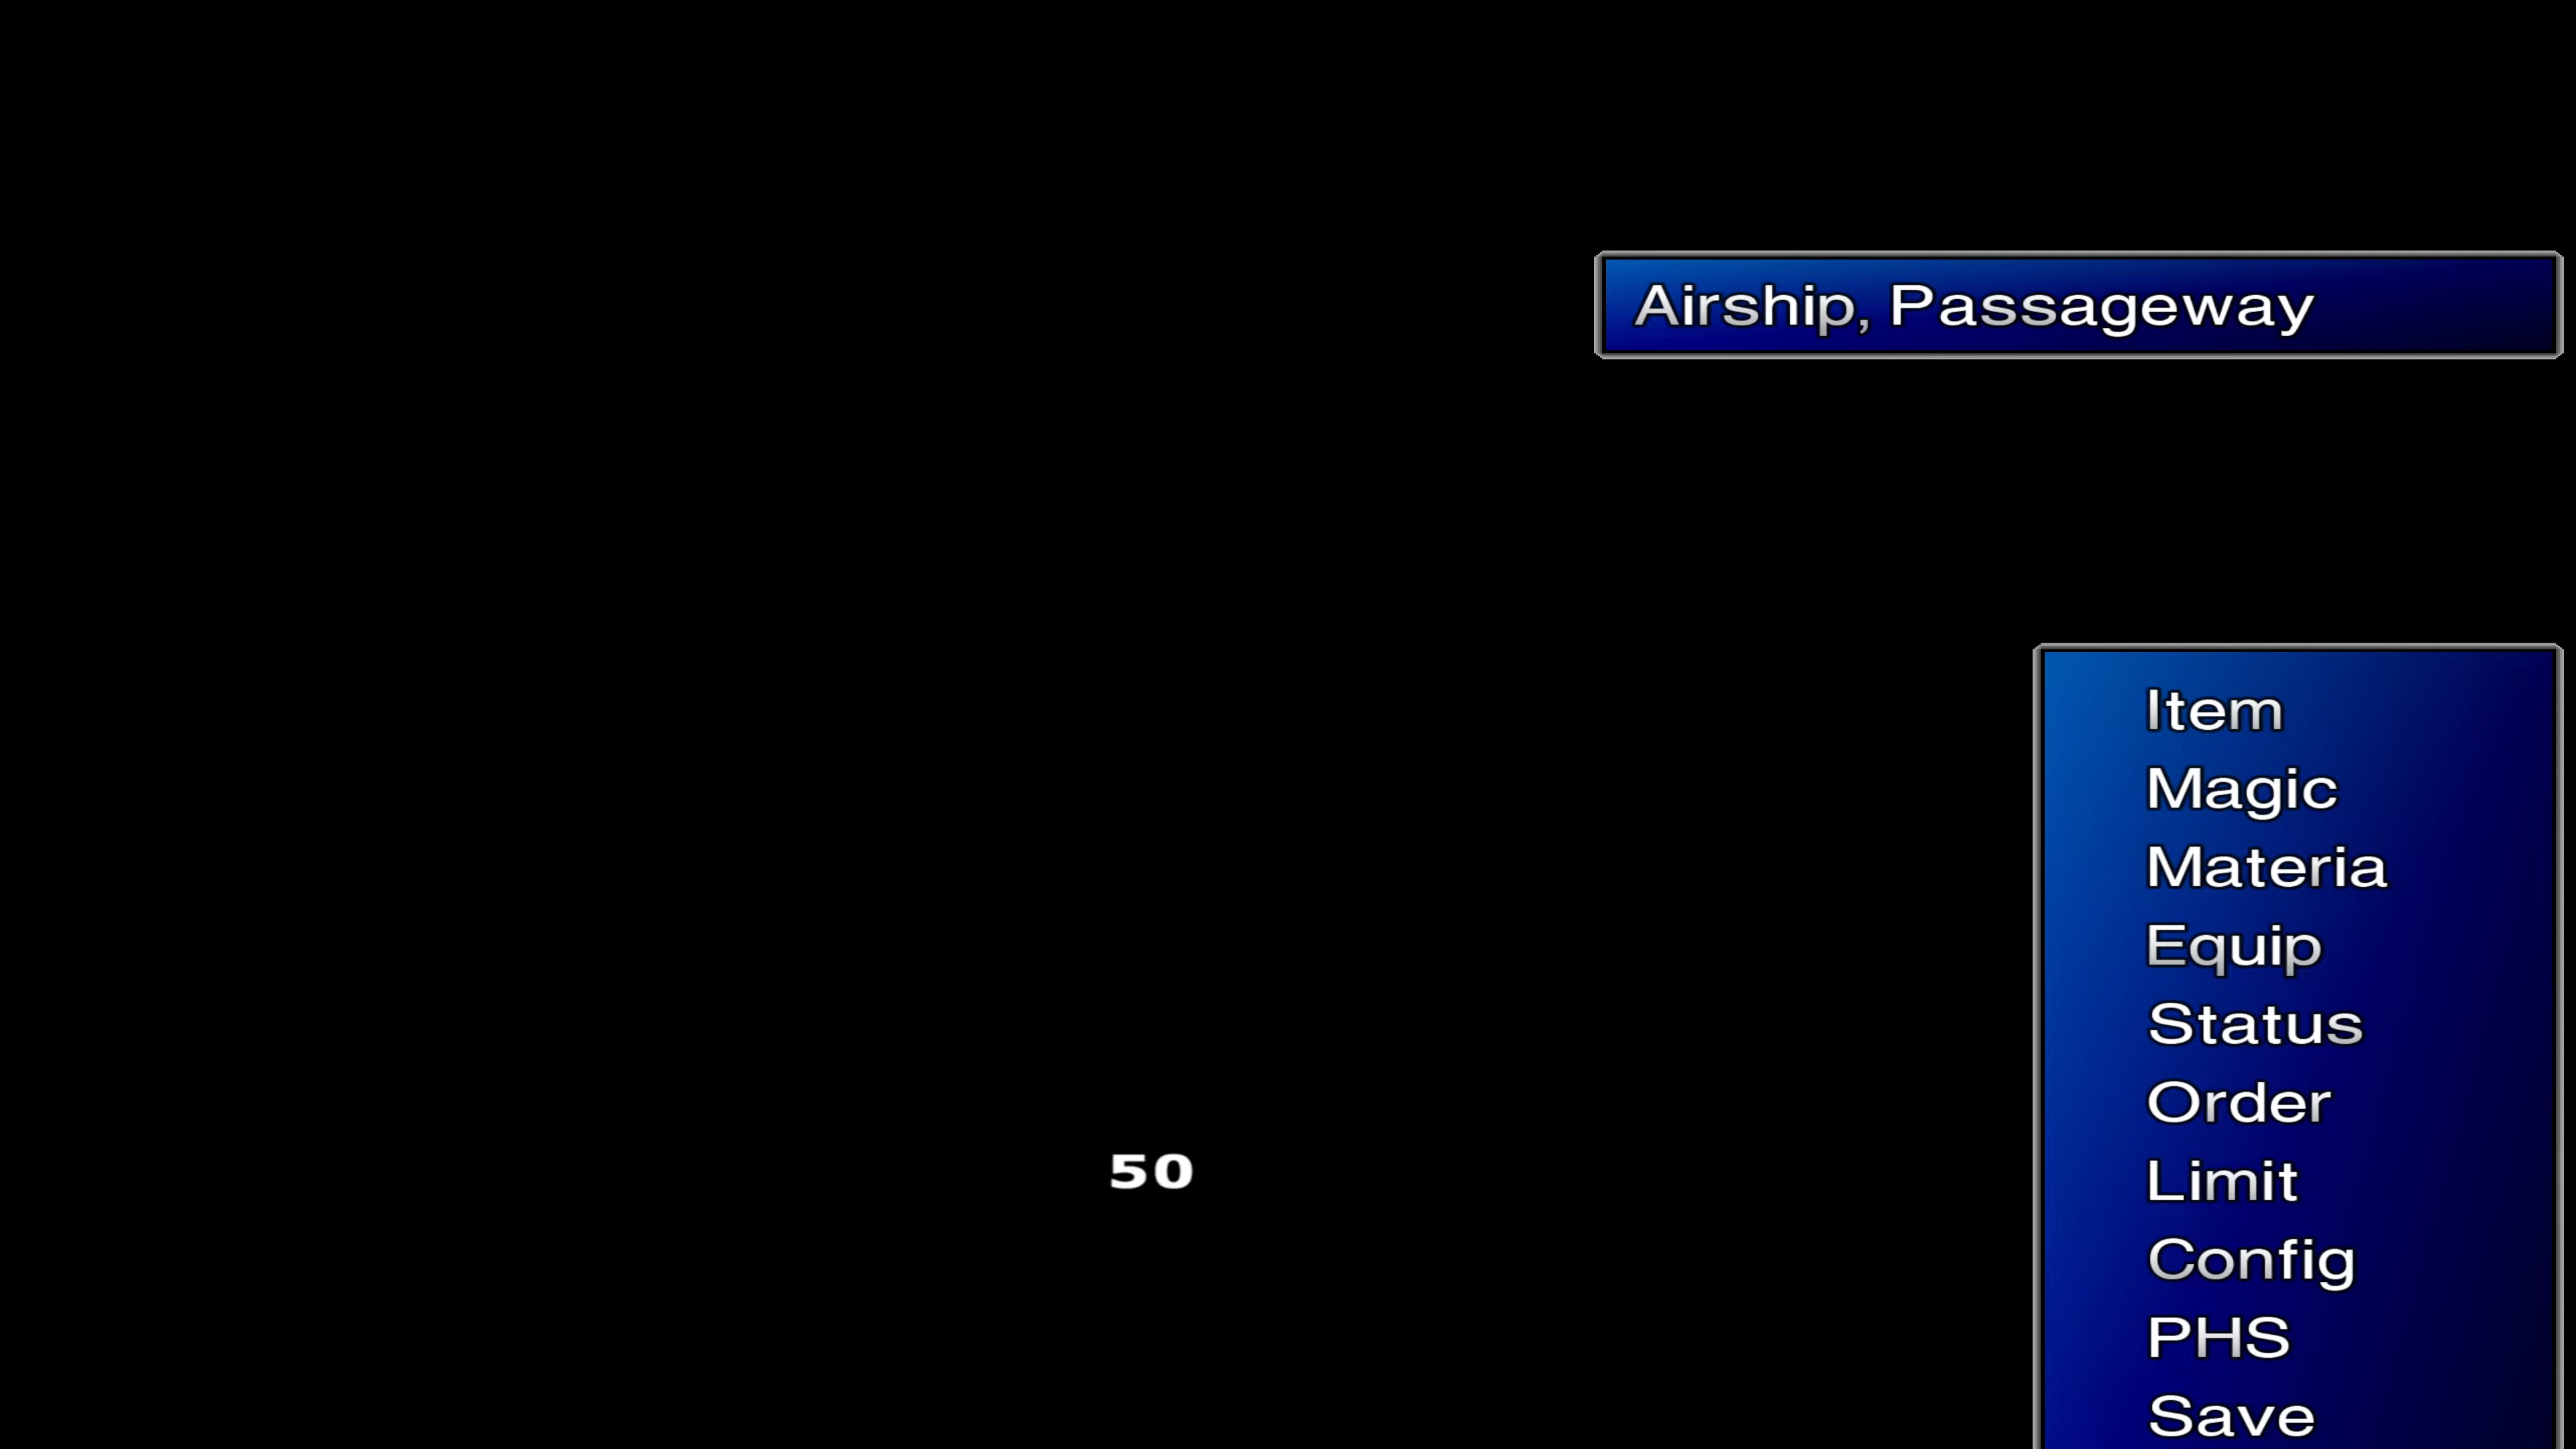 Airship, Passageway
Item
Magic
Materia
Equip
Status
Order
Limit
50
Config
PHS
Save